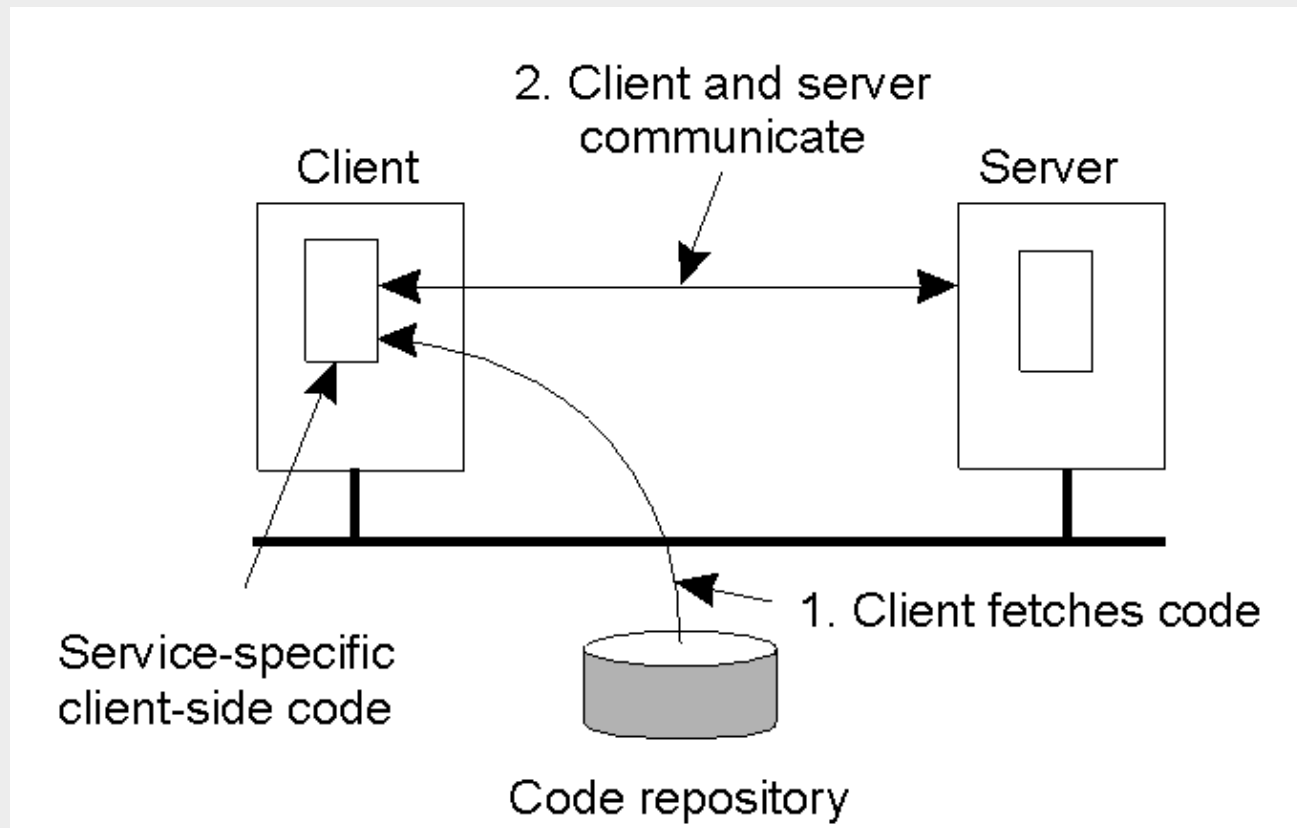 2. Client and server
communicate
Client
Server
1. Client fetches code
Service-specific
client-side code
Code repository